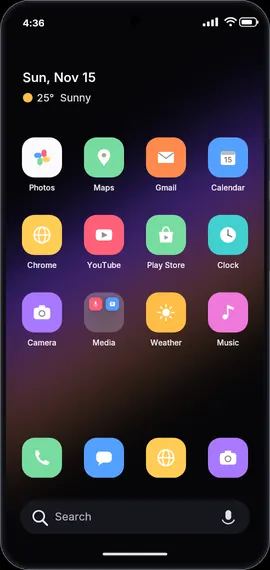 4:36
Sun, Nov 15
25° Sunny
Photos Maps Gmail Calendar
15
Chrome YouTube Play Store Clock
Camera Media Weather Music
Search